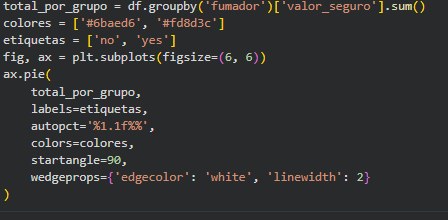 total_por_grupo = df.groupby('fumador')['valor_seguro'].sum()
colores = ['#6baed6', '#fd8d3c']
etiquetas = ['no', 'yes']
fig, ax = plt.subplots(figsize=(6, 6))
ax.pie(
    total_por_grupo,
    labels=etiquetas,
    autopct='%1.1f%%',
    colors=colores,
    startangle=90,
    wedgeprops={'edgecolor': 'white', 'linewidth': 2}
)